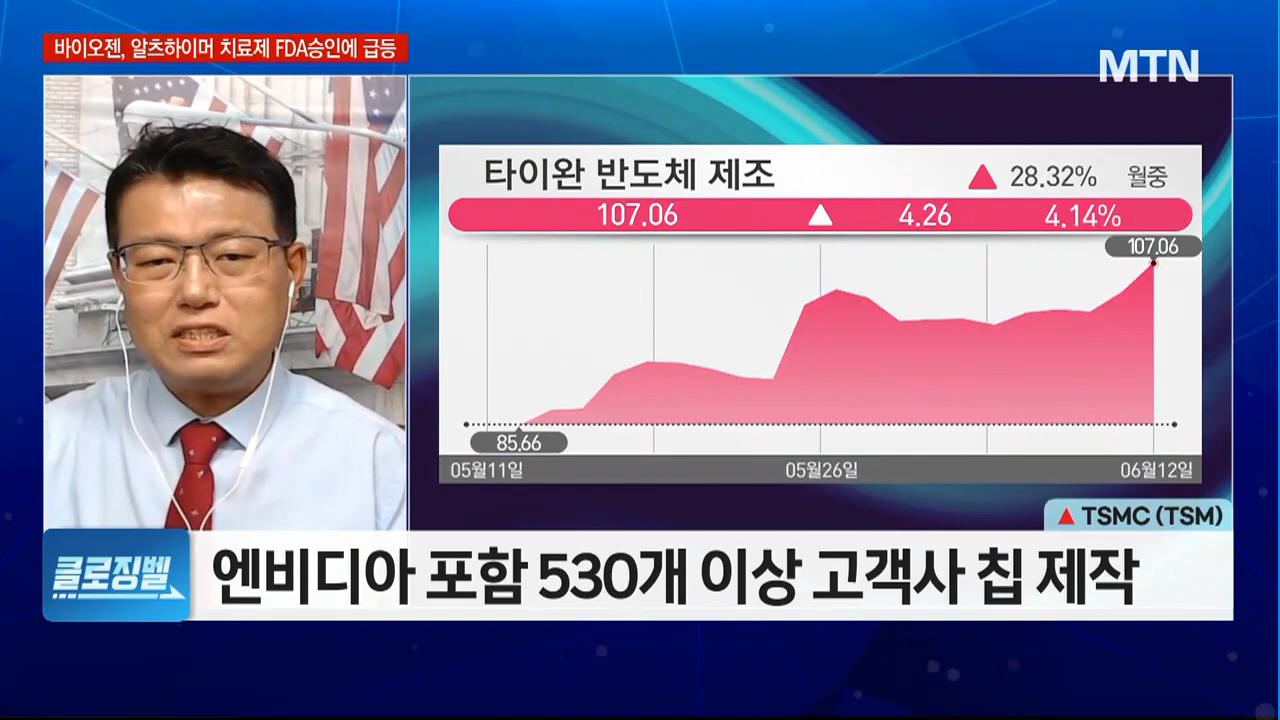 바이오젠, 알츠하이머 치료제 FDA승인에 급등
MTN
타이완 반도체 제조 ▲ 28.32% 월중
107.06 △ 4.26 4.14%
107.06
85.66
05월11일 05월26일 06월12일
▲ TSMC (TSM)
클로징벨
엔비디아 포함 530개 이상 고객사 칩 제작